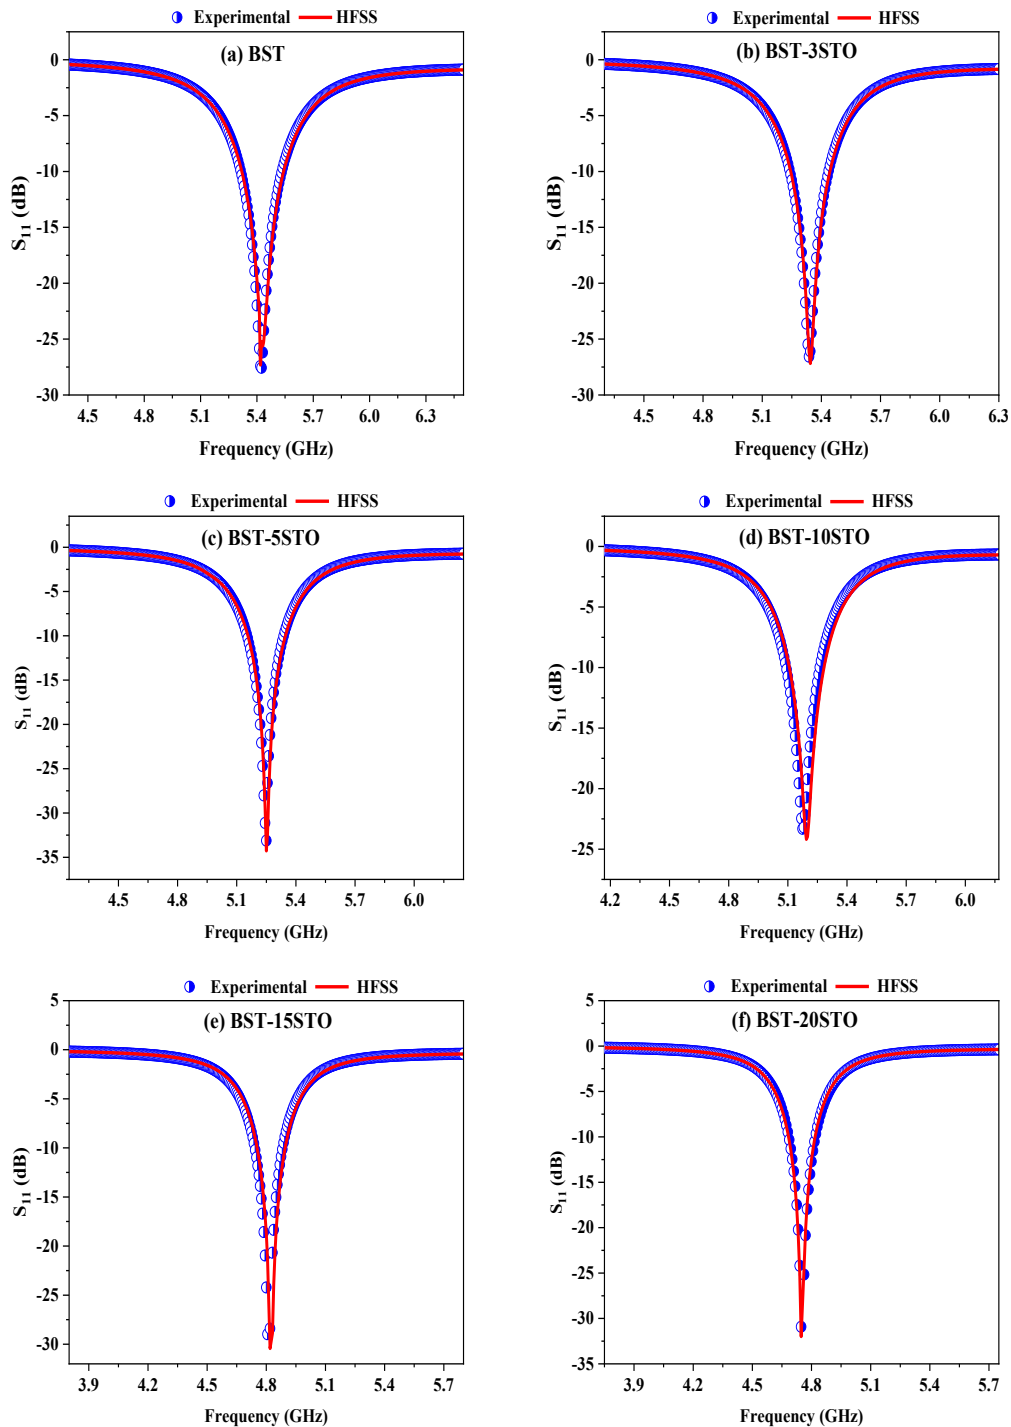 Experimental HFSS
(a) BST
0
-5
-10
-15
-20
-25
-30
S11 (dB)
4.5 4.8 5.1 5.4 5.7 6.0 6.3
Frequency (GHz)
Experimental HFSS
(b) BST-3STO
0
-5
-10
-15
-20
-25
-30
S11 (dB)
4.5 4.8 5.1 5.4 5.7 6.0 6.3
Frequency (GHz)
Experimental HFSS
(c) BST-5STO
0
-5
-10
-15
-20
-25
-30
-35
S11 (dB)
4.5 4.8 5.1 5.4 5.7 6.0
Frequency (GHz)
Experimental HFSS
(d) BST-10STO
0
-5
-10
-15
-20
-25
S11 (dB)
4.2 4.5 4.8 5.1 5.4 5.7 6.0
Frequency (GHz)
Experimental HFSS
(e) BST-15STO
5
0
-5
-10
-15
-20
-25
-30
S11 (dB)
3.9 4.2 4.5 4.8 5.1 5.4 5.7
Frequency (GHz)
Experimental HFSS
(f) BST-20STO
5
0
-5
-10
-15
-20
-25
-30
-35
S11 (dB)
3.9 4.2 4.5 4.8 5.1 5.4 5.7
Frequency (GHz)